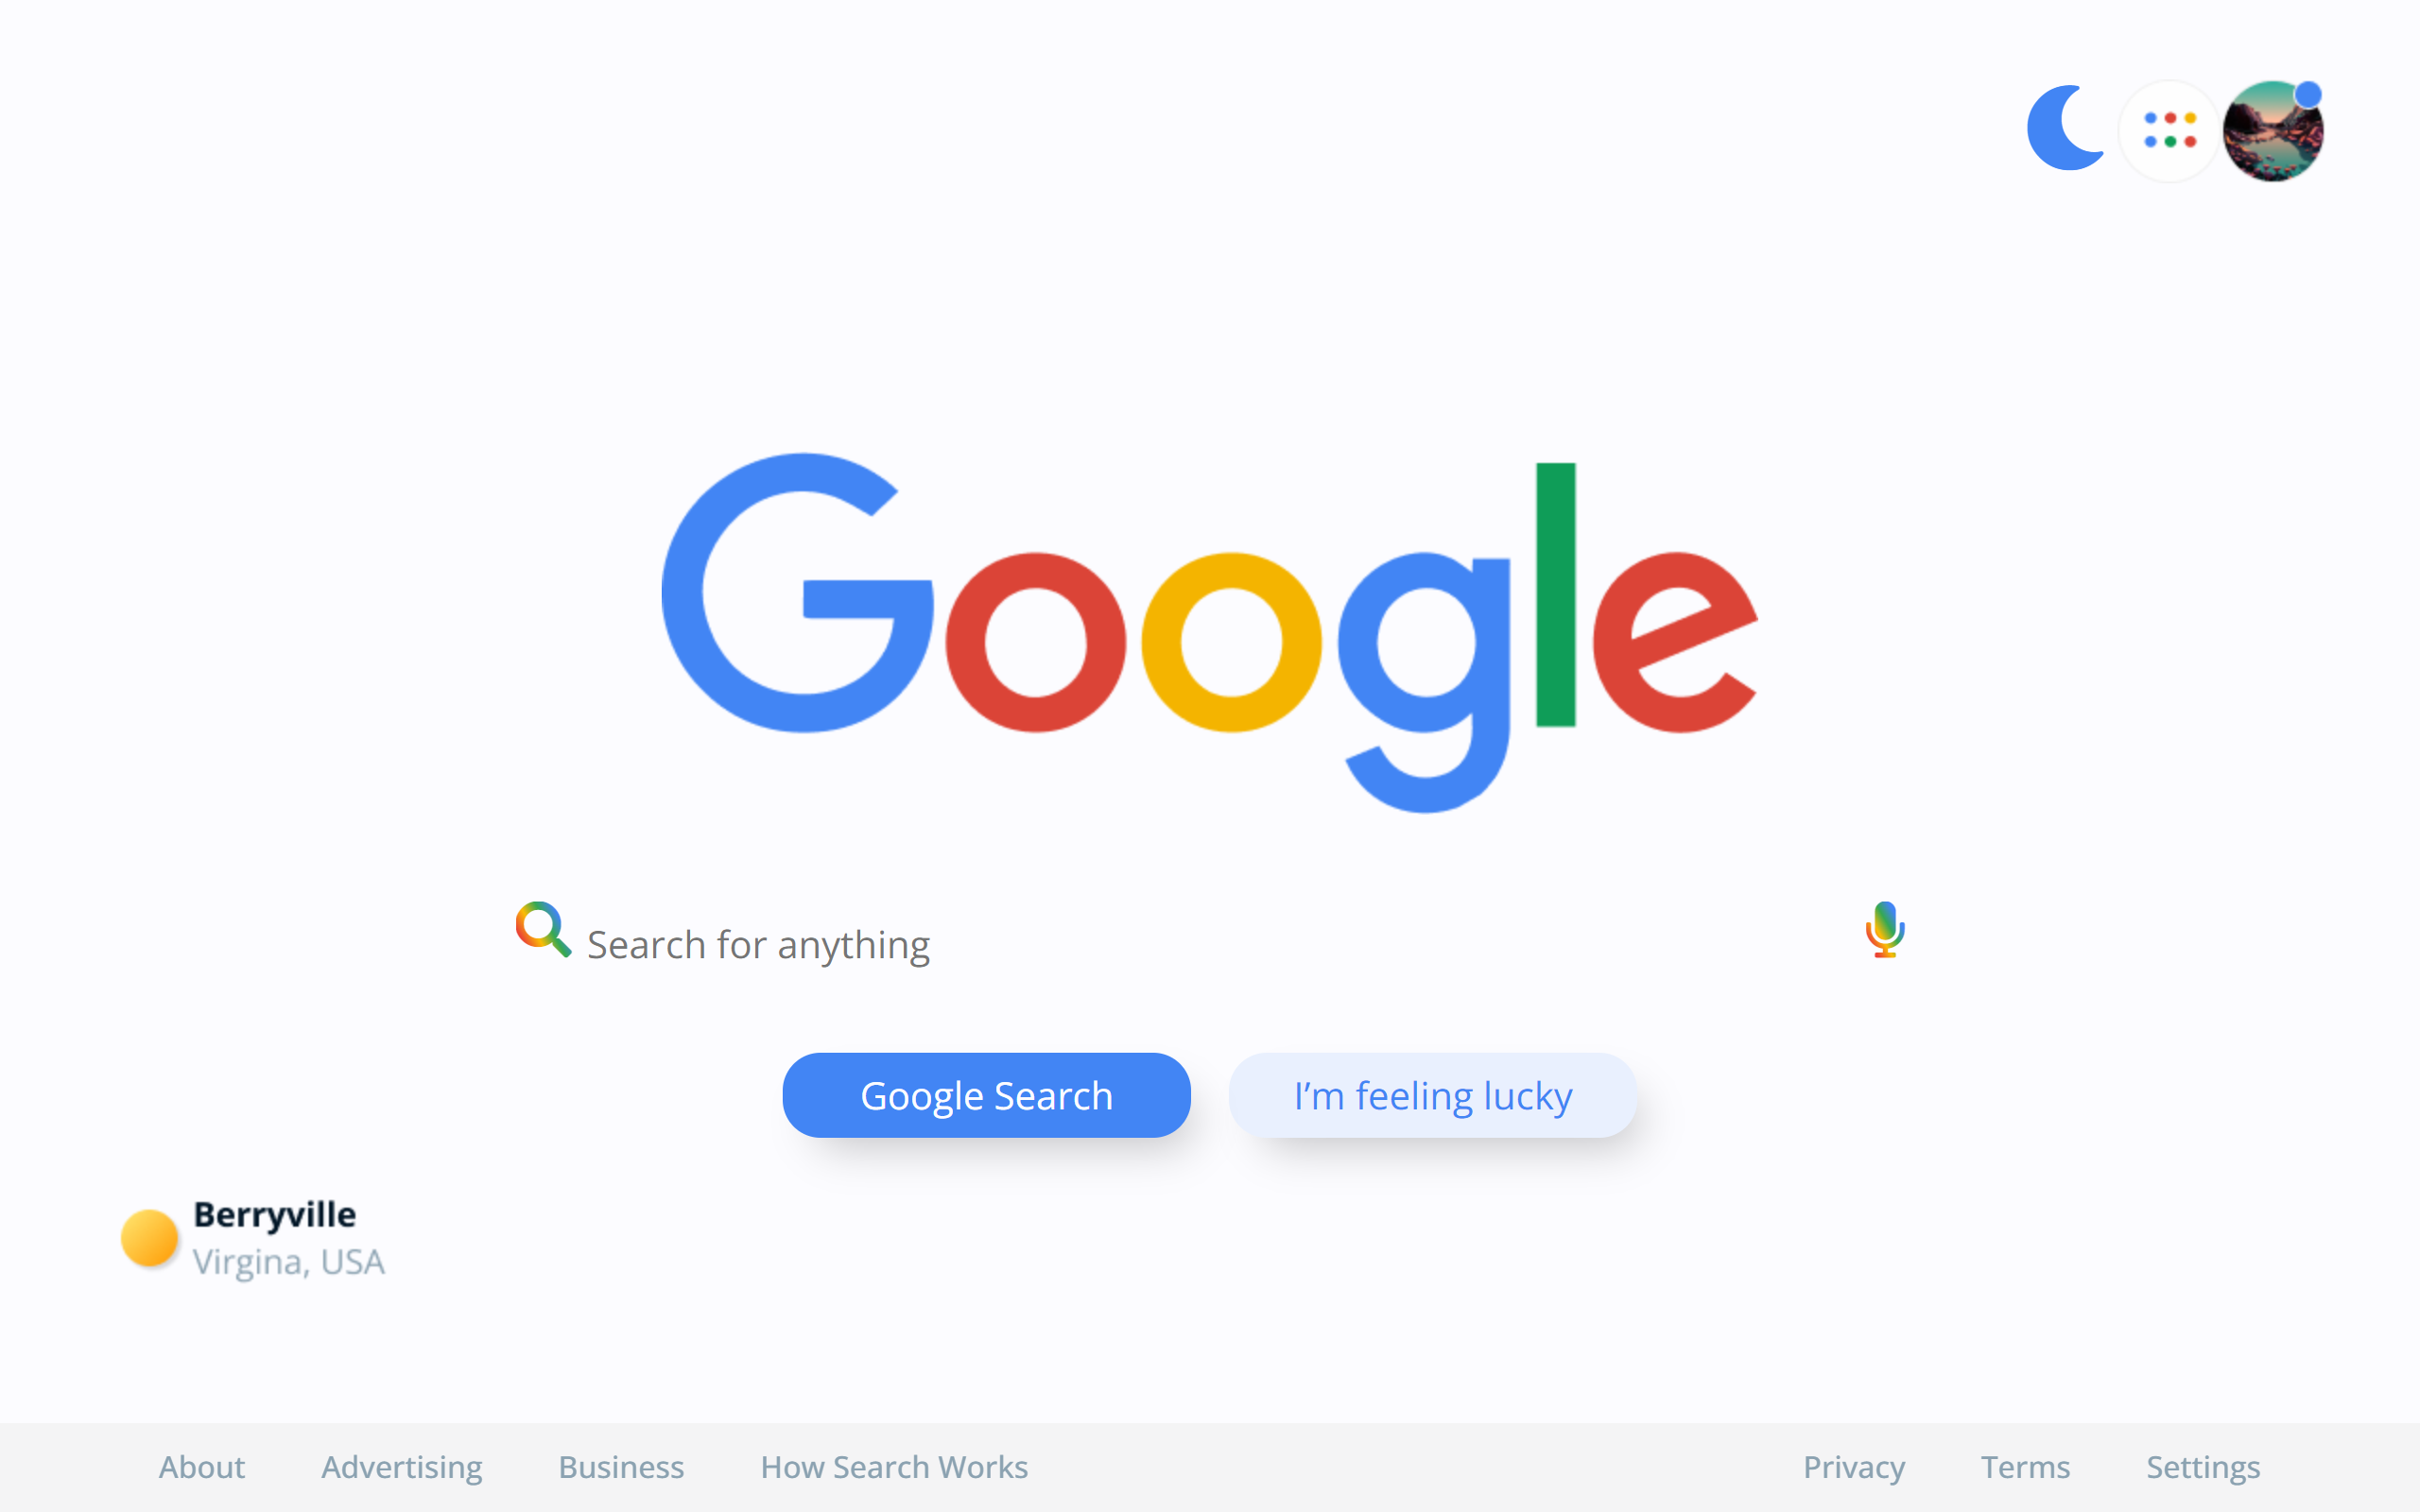 Google
Search for anything
Google Search
I’m feeling lucky
Berryville
Virgina, USA
About
Advertising
Business
How Search Works
Privacy
Terms
Settings